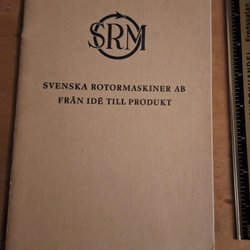 SRM
SVENSKA ROTORMASKINER AB
FRÅN IDÉ TILL PRODUKT